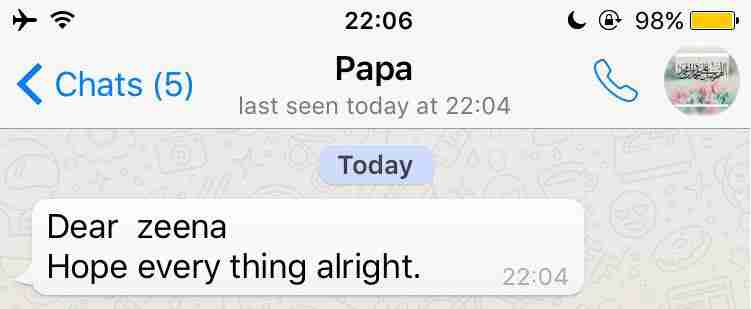 22:06 98%
Chats (5) Papa
last seen today at 22:04
Today
Dear  zeena
Hope every thing alright. 22:04